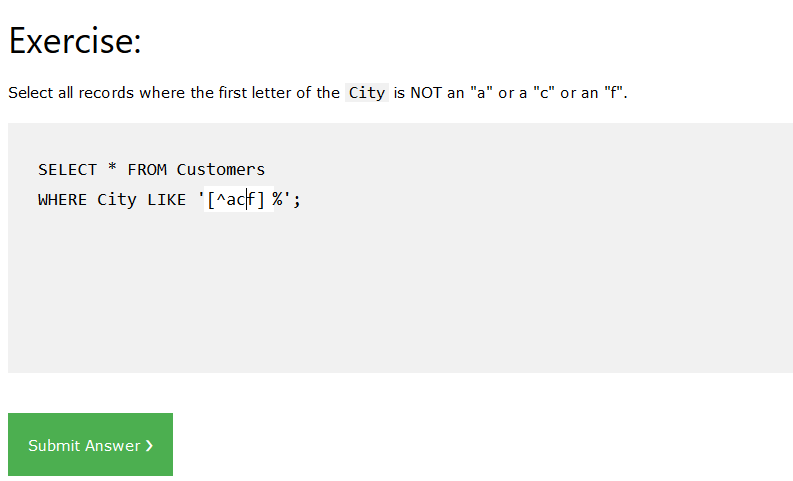 Exercise:
Select all records where the first letter of the City is NOT an "a" or a "c" or an "f".
SELECT * FROM Customers
WHERE City LIKE '[^acf]%';
Submit Answer ❯